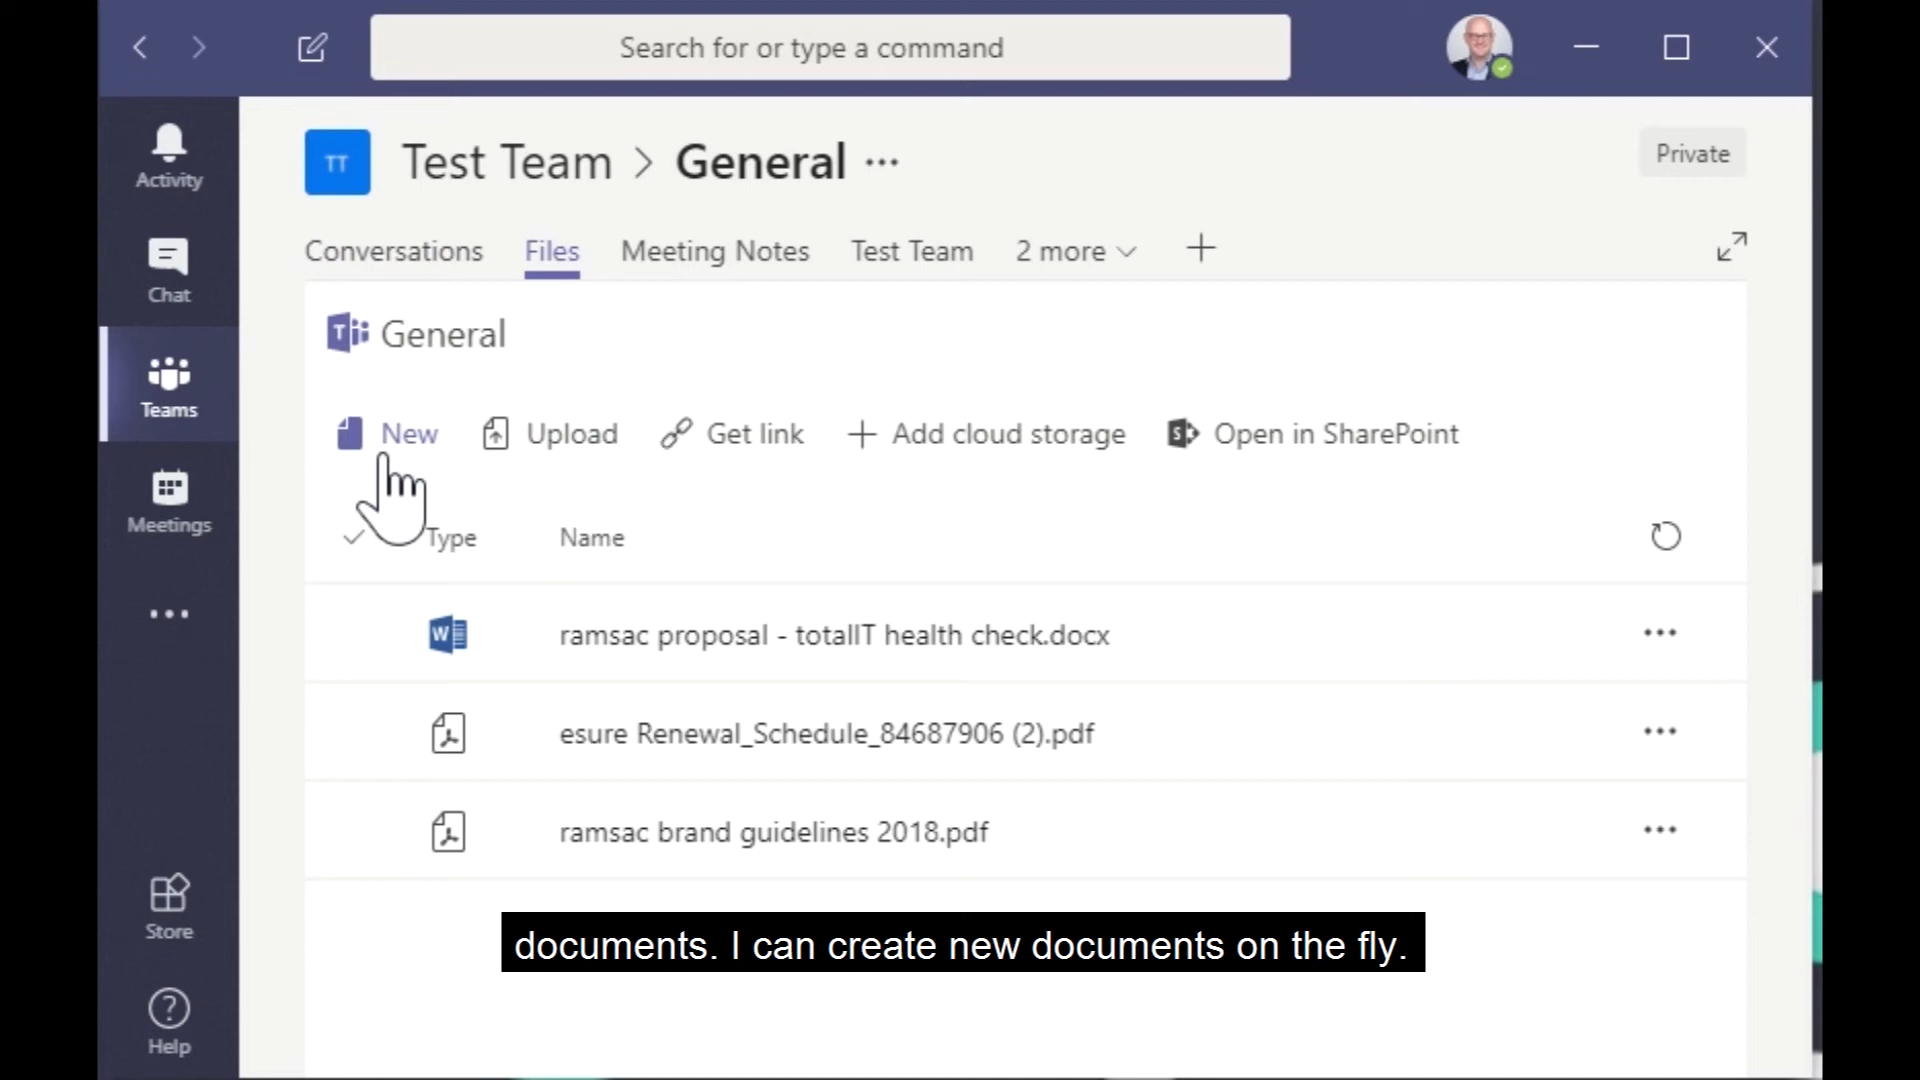 Search for or type a command
Activity
Chat
Teams
Meetings
Store
Help
TT
Test Team > General ...
Private
Conversations Files Meeting Notes Test Team 2 more
General
New Upload Get link Add cloud storage Open in SharePoint
Type Name
ramsac proposal - totalIT health check.docx
esure Renewal_Schedule_84687906 (2).pdf
ramsac brand guidelines 2018.pdf
documents. I can create new documents on the fly.